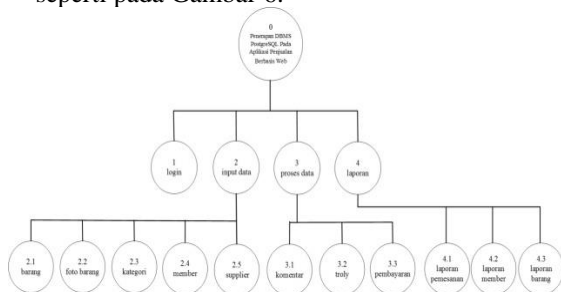 seperti pada Gambar 6.
0
Penerapan DBMS
PostgreSQL Pada
Aplikasi Penjualan
Berbasis Web
1
login
2
input data
3
proses data
4
laporan
2.1
barang
2.2
foto barang
2.3
kategori
2.4
member
2.5
supplier
3.1
komentar
3.2
troly
3.3
pembayaran
4.1
laporan
pemesanan
4.2
laporan
member
4.3
laporan
barang